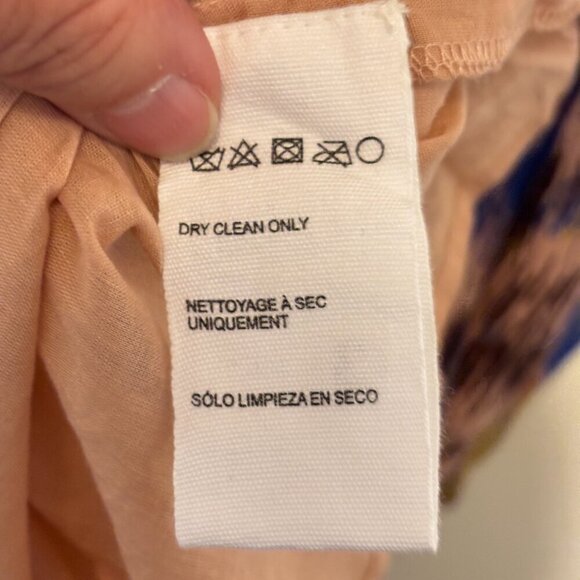 DRY CLEAN ONLY
NETTOYAGE À SEC
UNIQUEMENT
SÓLO LIMPIEZA EN SECO